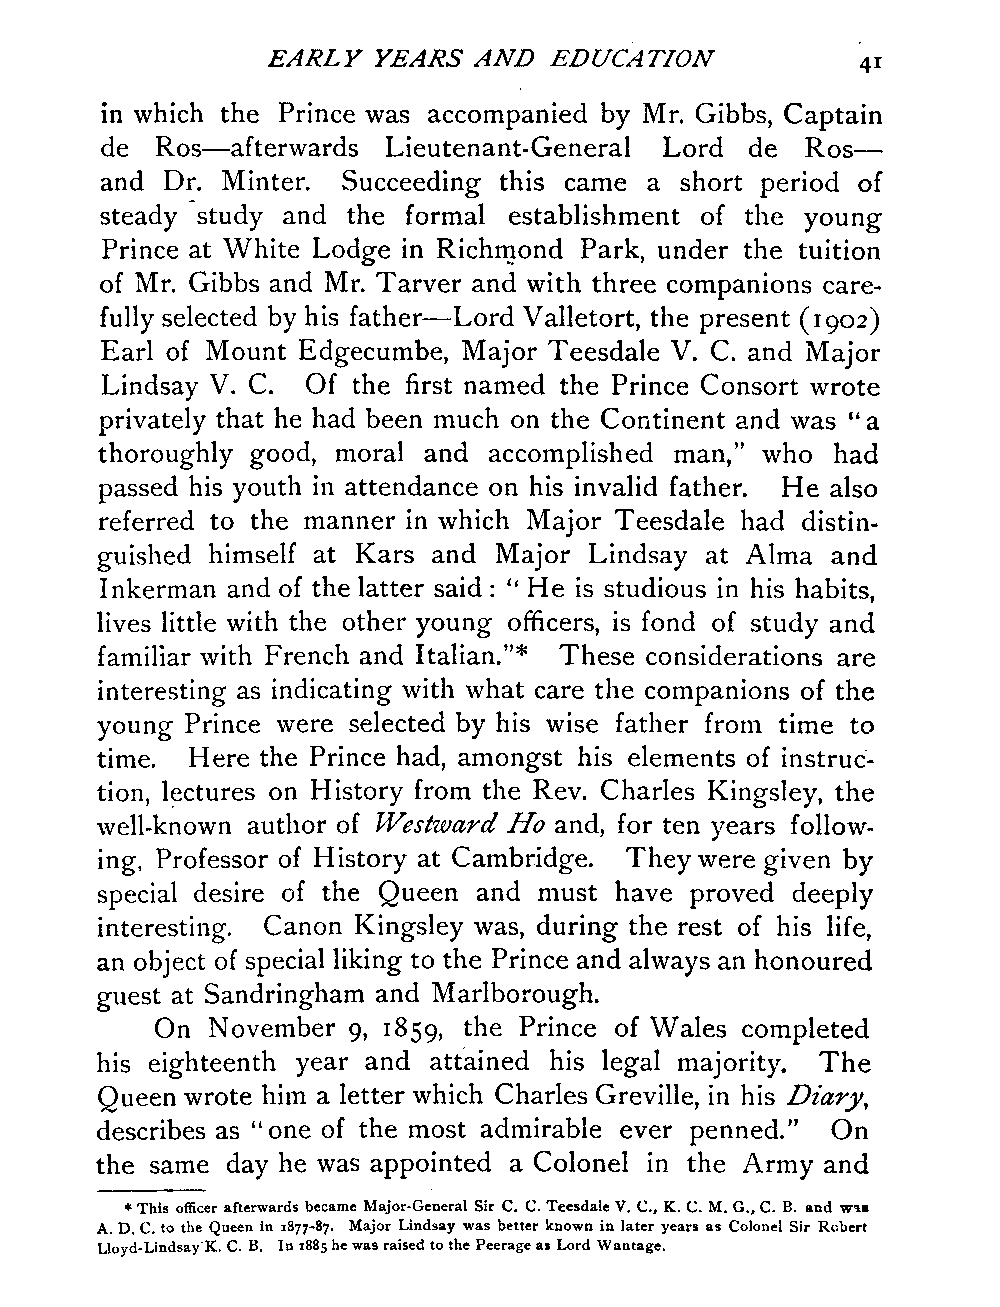 EARLY YEARS AND EDUCATION 41
in which the Prince was accompanied by Mr. Gibbs, Captain
de Ros—afterwards Lieutenant-General Lord de Ros—
and Dr. Minter. Succeeding this came a short period of
steady study and the formal establishment of the young
Prince at White Lodge in Richmond Park, under the tuition
of Mr. Gibbs and Mr. Tarver and with three companions care-
fully selected by his father—Lord Valletort, the present (1902)
Earl of Mount Edgecumbe, Major Teesdale V. C. and Major
Lindsay V. C. Of the first named the Prince Consort wrote
privately that he had been much on the Continent and was "a
thoroughly good, moral and accomplished man," who had
passed his youth in attendance on his invalid father. He also
referred to the manner in which Major Teesdale had distin-
guished himself at Kars and Major Lindsay at Alma and
Inkerman and of the latter said: "He is studious in his habits,
lives little with the other young officers, is fond of study and
familiar with French and Italian."* These considerations are
interesting as indicating with what care the companions of the
young Prince were selected by his wise father from time to
time. Here the Prince had, amongst his elements of instruc-
tion, lectures on History from the Rev. Charles Kingsley, the
well-known author of Westward Ho and, for ten years follow-
ing, Professor of History at Cambridge. They were given by
special desire of the Queen and must have proved deeply
interesting. Canon Kingsley was, during the rest of his life,
an object of special liking to the Prince and always an honoured
guest at Sandringham and Marlborough.
On November 9, 1859, the Prince of Wales completed
his eighteenth year and attained his legal majority. The
Queen wrote him a letter which Charles Greville, in his Diary,
describes as "one of the most admirable ever penned." On
the same day he was appointed a Colonel in the Army and
* This officer afterwards became Major-General Sir C. C. Teesdale V. C., K. C. M. G., C. B. and was
A. D. C. to the Queen in 1877-87. Major Lindsay was better known in later years as Colonel Sir Robert
Lloyd-Lindsay K. C. B. In 1885 he was raised to the Peerage as Lord Wantage.